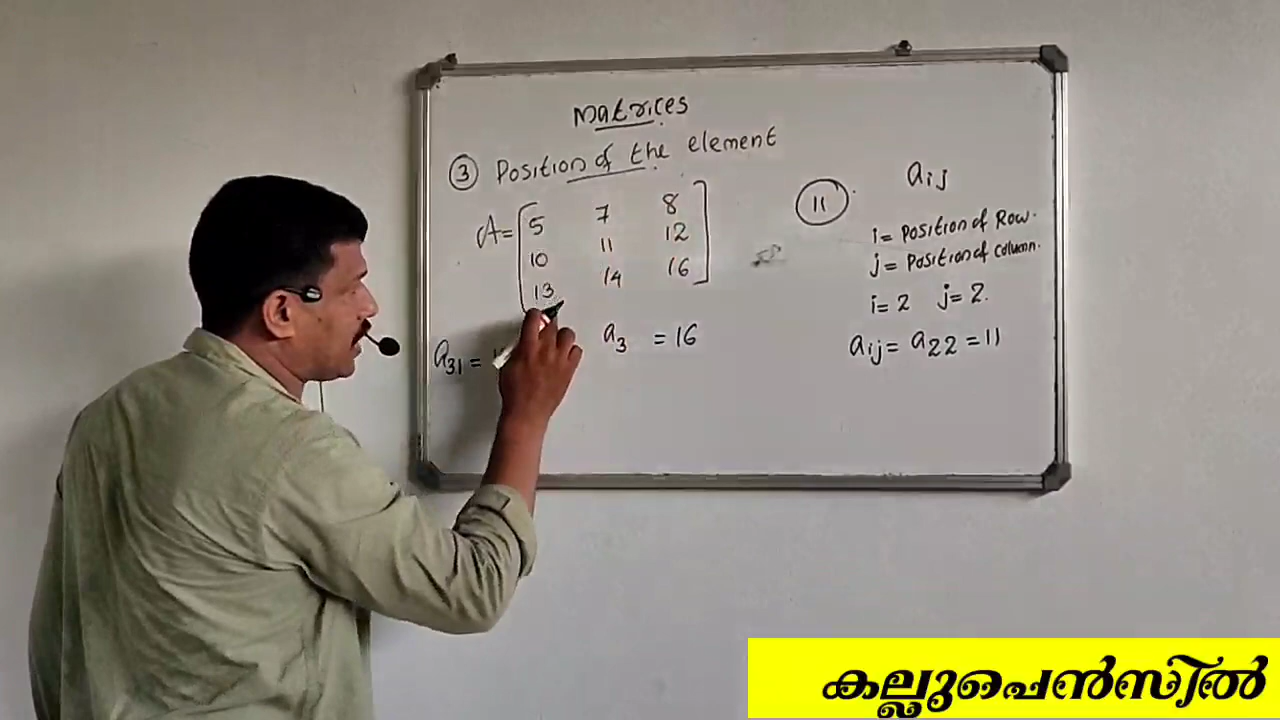 Matrices
③ Position of the element
A = [ 5 7 8
10 11 12
13 14 16 ]
a₃₁ =
a₃ = 16
11
aᵢⱼ
i = Position of Row.
j = Position of Column.
i = 2 j = 2.
aᵢⱼ = a₂₂ = 11
കല്ലുപെൻസിൽ